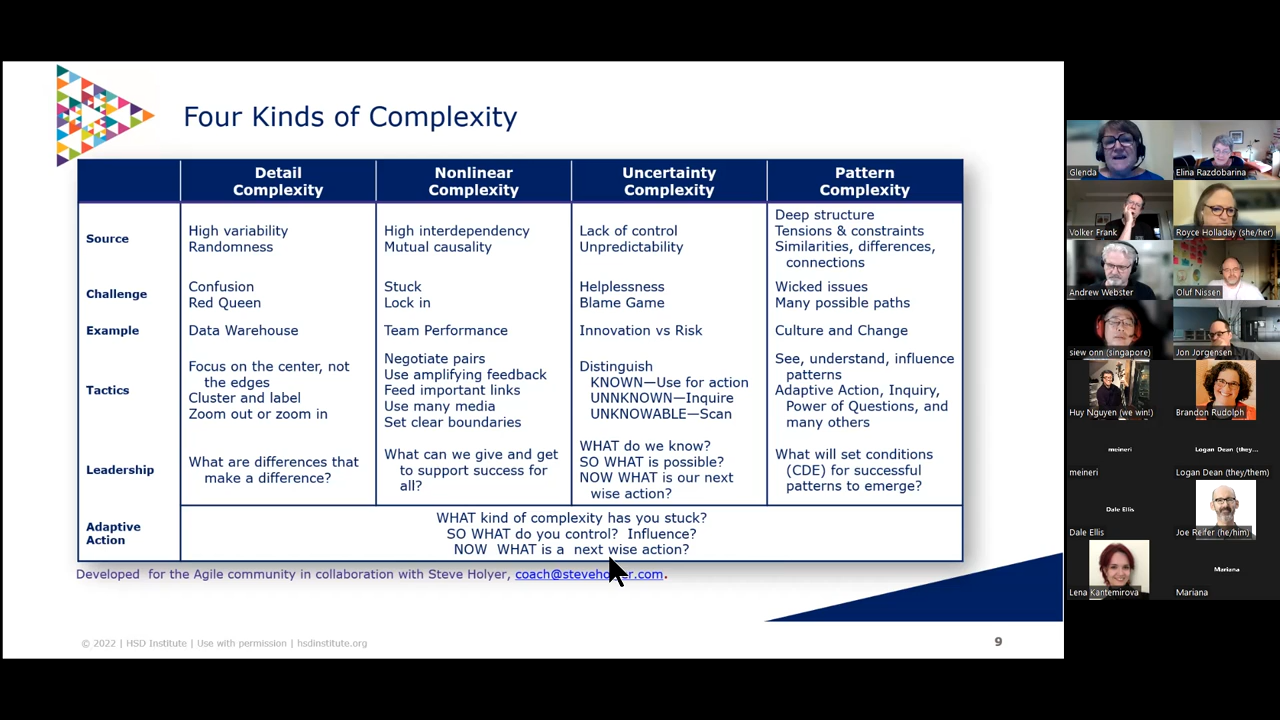 Four Kinds of Complexity
Detail
Complexity
Nonlinear
Complexity
Uncertainty
Complexity
Pattern
Complexity
Source
High variability
Randomness
High interdependency
Mutual causality
Lack of control
Unpredictability
Deep structure
Tensions & constraints
Similarities, differences,
connections
Challenge
Confusion
Red Queen
Stuck
Lock in
Helplessness
Blame Game
Wicked issues
Many possible paths
Example
Data Warehouse
Team Performance
Innovation vs Risk
Culture and Change
Tactics
Focus on the center, not
the edges
Cluster and label
Zoom out or zoom in
Negotiate pairs
Use amplifying feedback
Feed important links
Use many media
Set clear boundaries
Distinguish
KNOWN—Use for action
UNNKNOWN—Inquire
UNKNOWABLE—Scan
See, understand, influence
patterns
Adaptive Action, Inquiry,
Power of Questions, and
many others
Leadership
What are differences that
make a difference?
What can we give and get
to support success for
all?
WHAT do we know?
SO WHAT is possible?
NOW WHAT is our next
wise action?
What will set conditions
(CDE) for successful
patterns to emerge?
Adaptive
Action
WHAT kind of complexity has you stuck?
SO WHAT do you control? Influence?
NOW WHAT is a next wise action?
Developed for the Agile community in collaboration with Steve Holyer, coach@steveholyer.com.
© 2022 | HSD Institute | Use with permission | hsdinstitute.org
9
Glenda
Elina Razdobarina
Volker Frank
Royce Holladay (she/her)
Andrew Webster
Oluf Nissen
siew onn (singapore)
Jon Jorgensen
Huy Nguyen (we win!)
Brandon Rudolph
meineri
Logan Dean (they...
meineri
Logan Dean (they/them)
Dale Ellis
Dale Ellis
Joe Reifer (he/him)
Lena Kantemirova
Mariana
Mariana